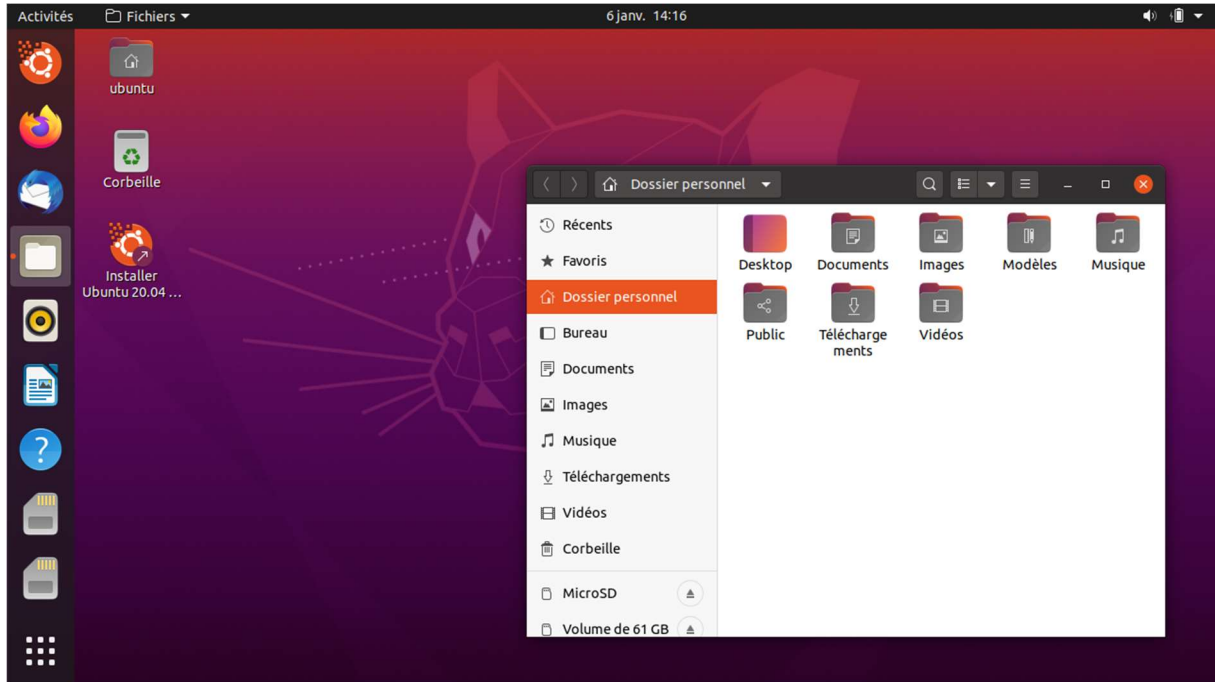 Activités
Fichiers
6 janv. 14:16
ubuntu
Corbeille
Installer
Ubuntu 20.04 ...
Dossier personnel
Récents
Favoris
Dossier personnel
Bureau
Documents
Images
Musique
Téléchargements
Vidéos
Corbeille
MicroSD
Volume de 61 GB
Desktop
Documents
Images
Modèles
Musique
Public
Télécharge
ments
Vidéos